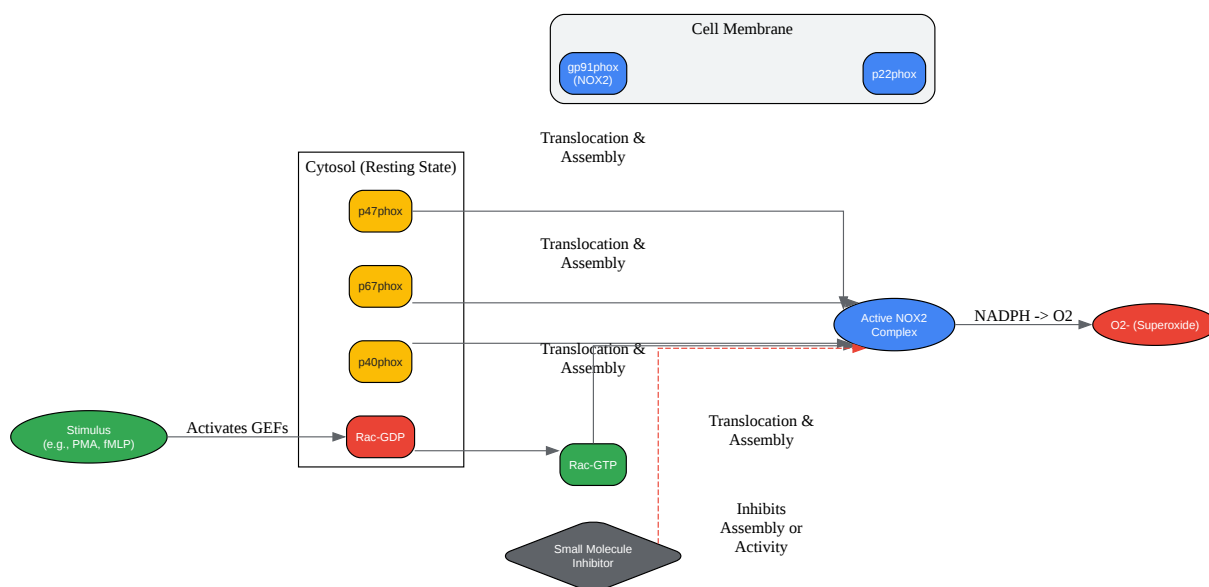 Cell Membrane
gp91phox
(NOX2)
p22phox
Translocation &
Assembly
Cytosol (Resting State)
p47phox
Translocation &
Assembly
p67phox
Active NOX2
Complex
NADPH -> O2
O2- (Superoxide)
p40phox
Translocation &
Assembly
Stimulus
(e.g., PMA, fMLP)
Activates GEFs
Rac-GDP
Translocation &
Assembly
Rac-GTP
Inhibits
Assembly or
Activity
Small Molecule
Inhibitor